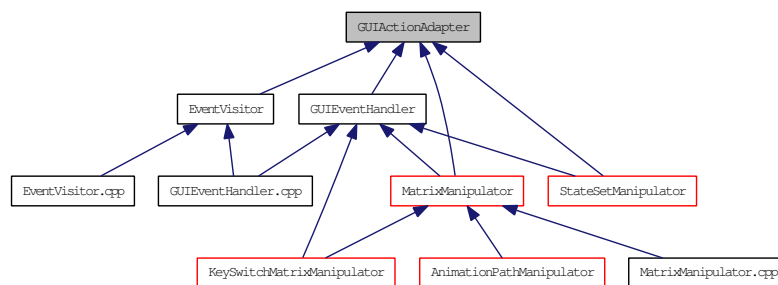 GUIActionAdapter
EventVisitor
GUIEventHandler
EventVisitor.cpp
GUIEventHandler.cpp
MatrixManipulator
StateSetManipulator
KeySwitchMatrixManipulator
AnimationPathManipulator
MatrixManipulator.cpp